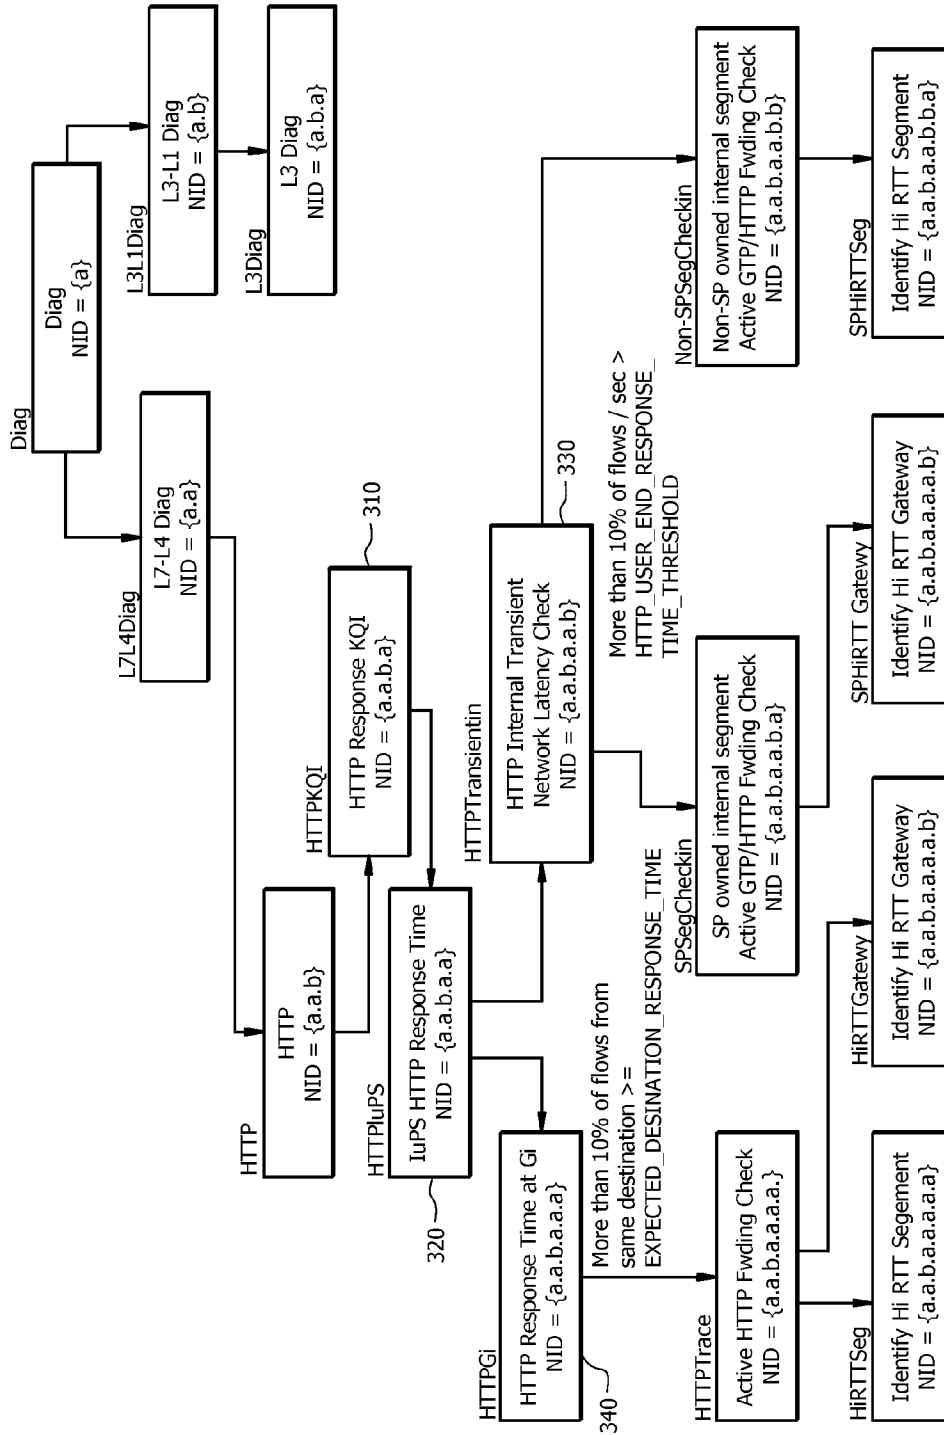 Diag
Diag
NID = {a}
L7L4Diag
L7-L4 Diag
NID = {a.a}
L3L1Diag
L3-L1 Diag
NID = {a.b}
L3Diag
L3 Diag
NID = {a.b.a}
HTTP
HTTP
NID = {a.a.b}
HTTPKQI
HTTP Response KQI
NID = {a.a.b.a}
310
HTTPIuPS
IuPS HTTP Response Time
NID = {a.a.b.a.a}
320
HTTPGi
HTTP Response Time at Gi
NID = {a.a.b.a.a.a}
340
HTTPTransientin
HTTP Internal Transient
Network Latency Check
NID = {a.a.b.a.a.b}
330
More than 10% of flows from
same destination >=
EXPECTED_DESINATION_RESPONSE_TIME
More than 10% of flows / sec >
HTTP_USER_END_RESPONSE_
TIME_THRESHOLD
HTTPTrace
Active HTTP Fwding Check
NID = {a.a.b.a.a.a.}
SPSegCheckin
SP owned internal segment
Active GTP/HTTP Fwding Check
NID = {a.a.b.a.a.b.a}
Non-SPSegCheckin
Non-SP owned internal segment
Active GTP/HTTP Fwding Check
NID = {a.a.b.a.a.b.b}
HiRTTSeg
Identify Hi RTT Segement
NID = {a.a.b.a.a.a.a.a}
HiRTTGatewy
Identify Hi RTT Gateway
NID = {a.a.b.a.a.a.a.b}
SPHiRTT Gatewy
Identify Hi RTT Gateway
NID = {a.a.b.a.a.a.a.b}
SPHiRTTSeg
Identify Hi RTT Segment
NID = {a.a.b.a.a.b.b.a}